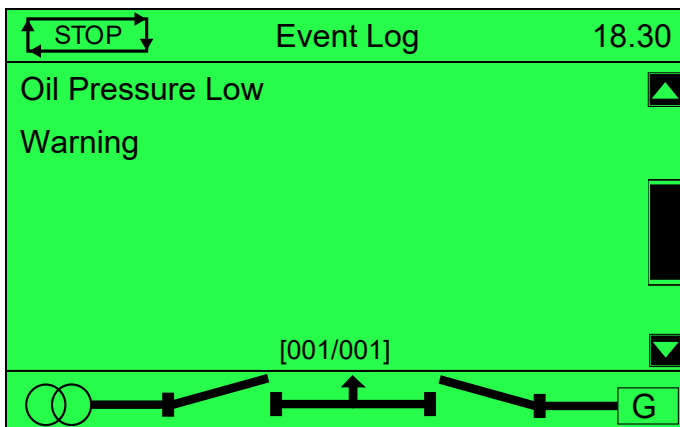 STOP Event Log 18.30
Oil Pressure Low
Warning
[001/001]
G